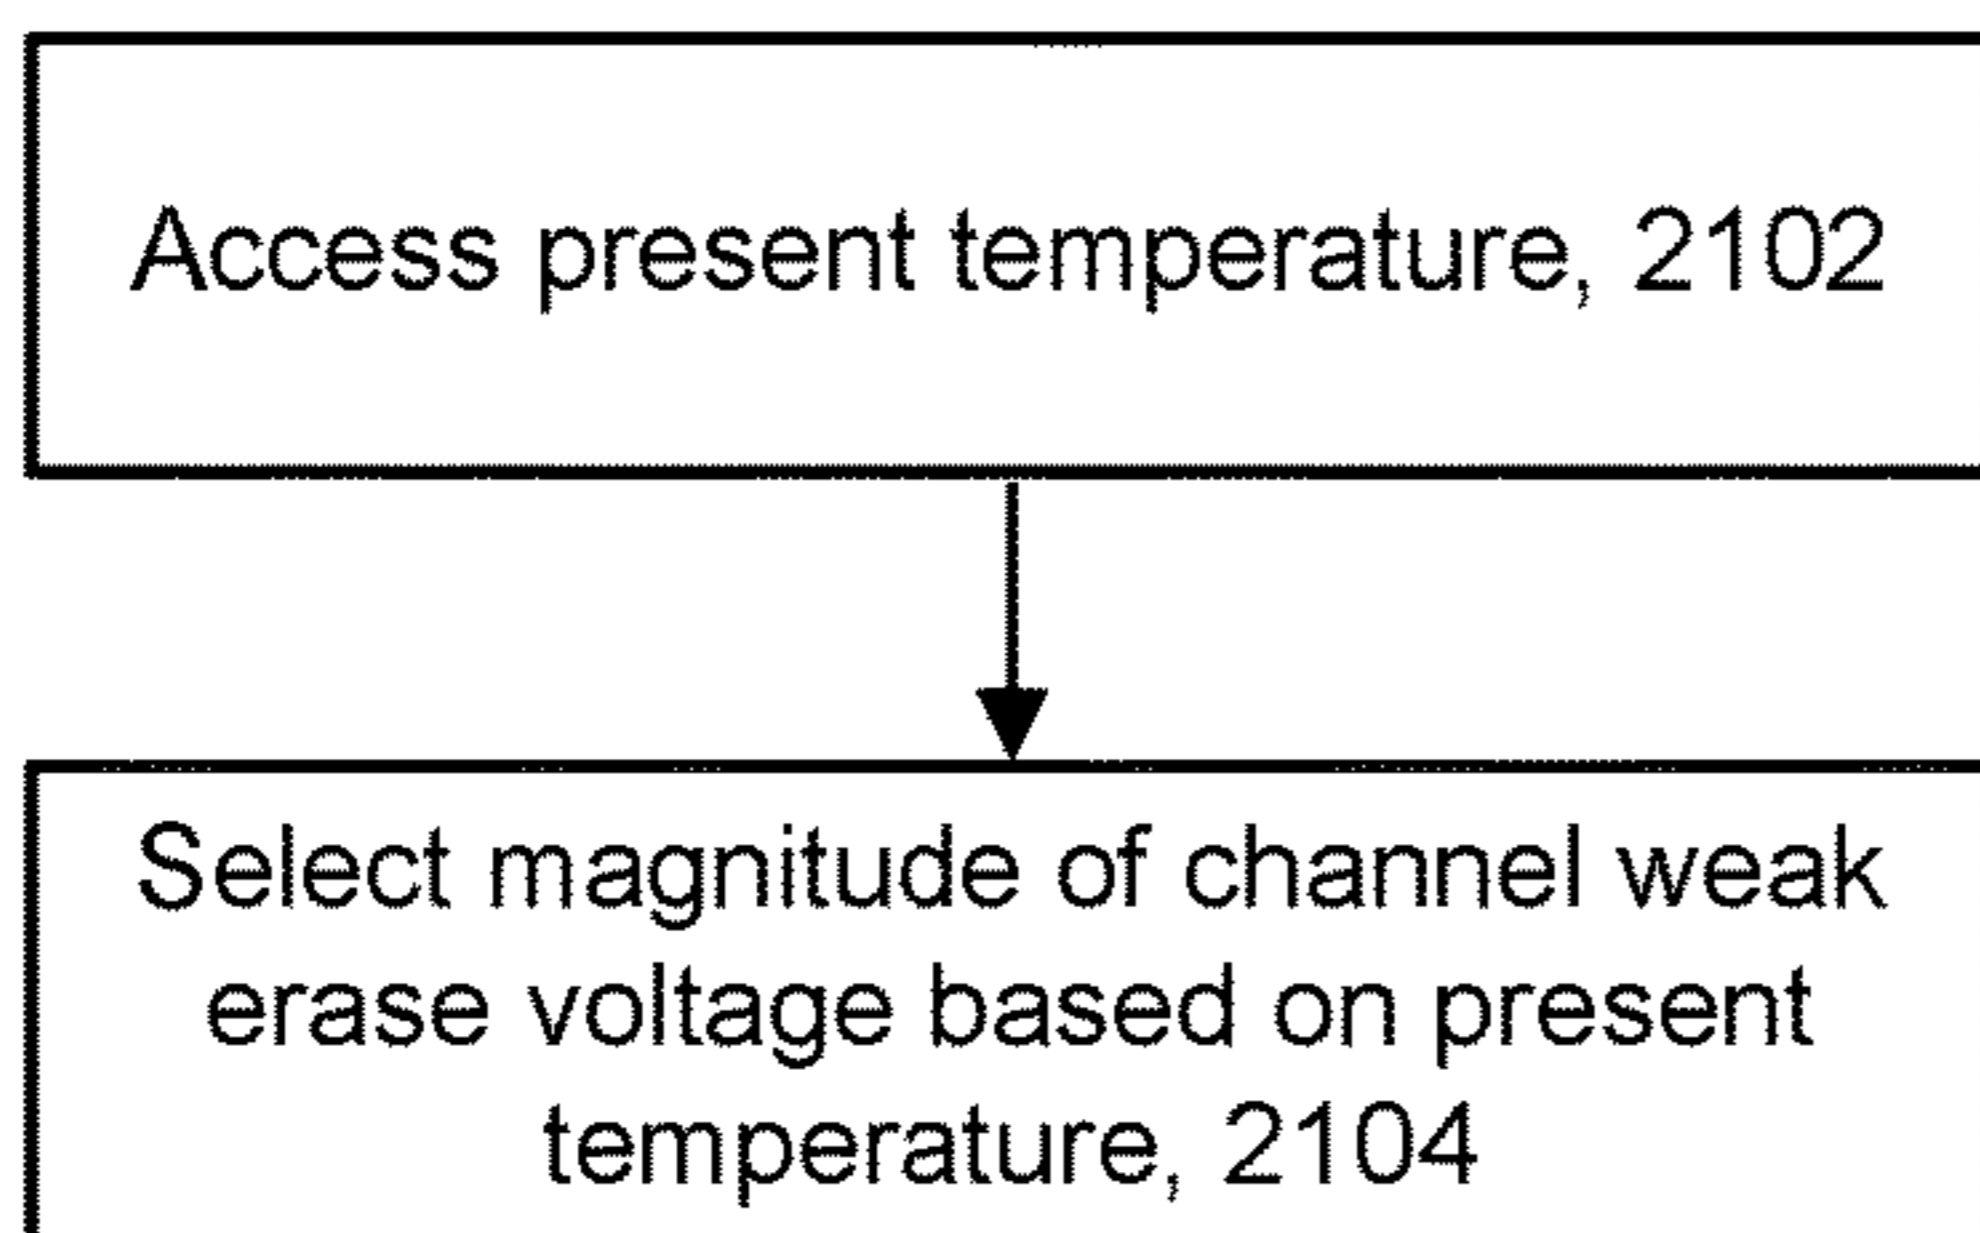 Access present temperature, 2102
Select magnitude of channel weak
erase voltage based on present
temperature, 2104